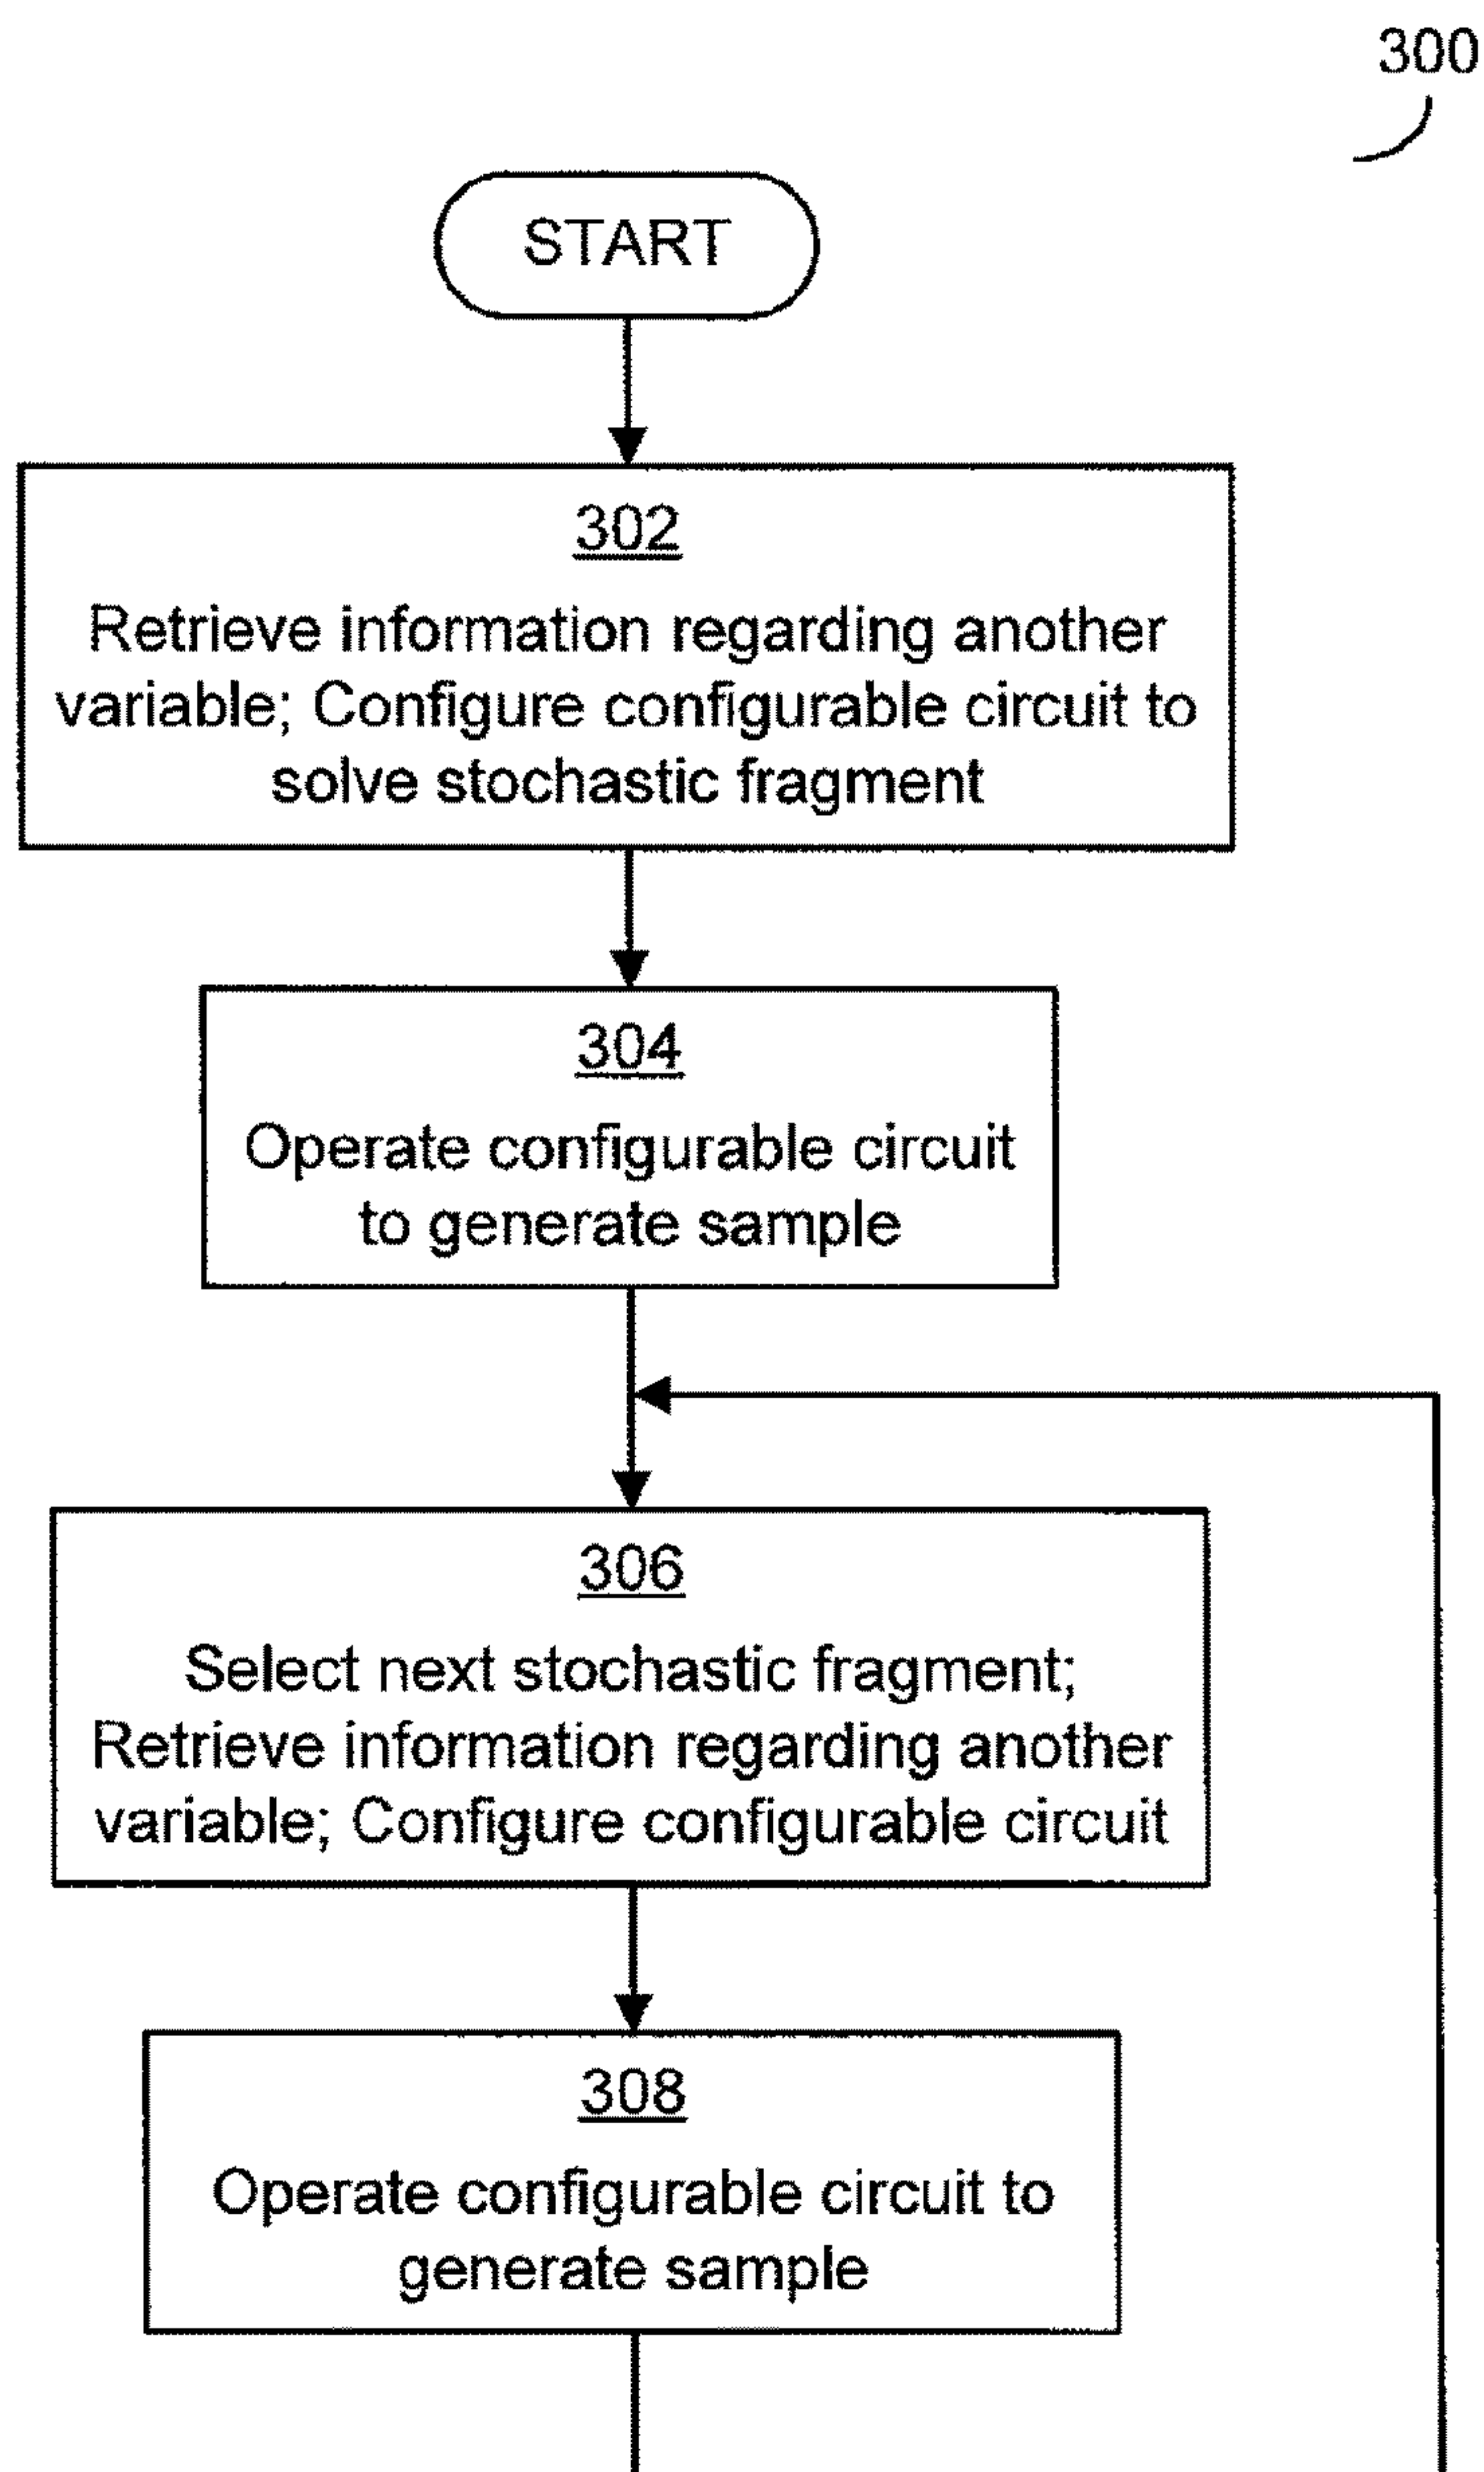 300
START
302
Retrieve information regarding another
variable; Configure configurable circuit to
solve stochastic fragment
304
Operate configurable circuit
to generate sample
306
Select next stochastic fragment;
Retrieve information regarding another
variable; Configure configurable circuit
308
Operate configurable circuit to
generate sample